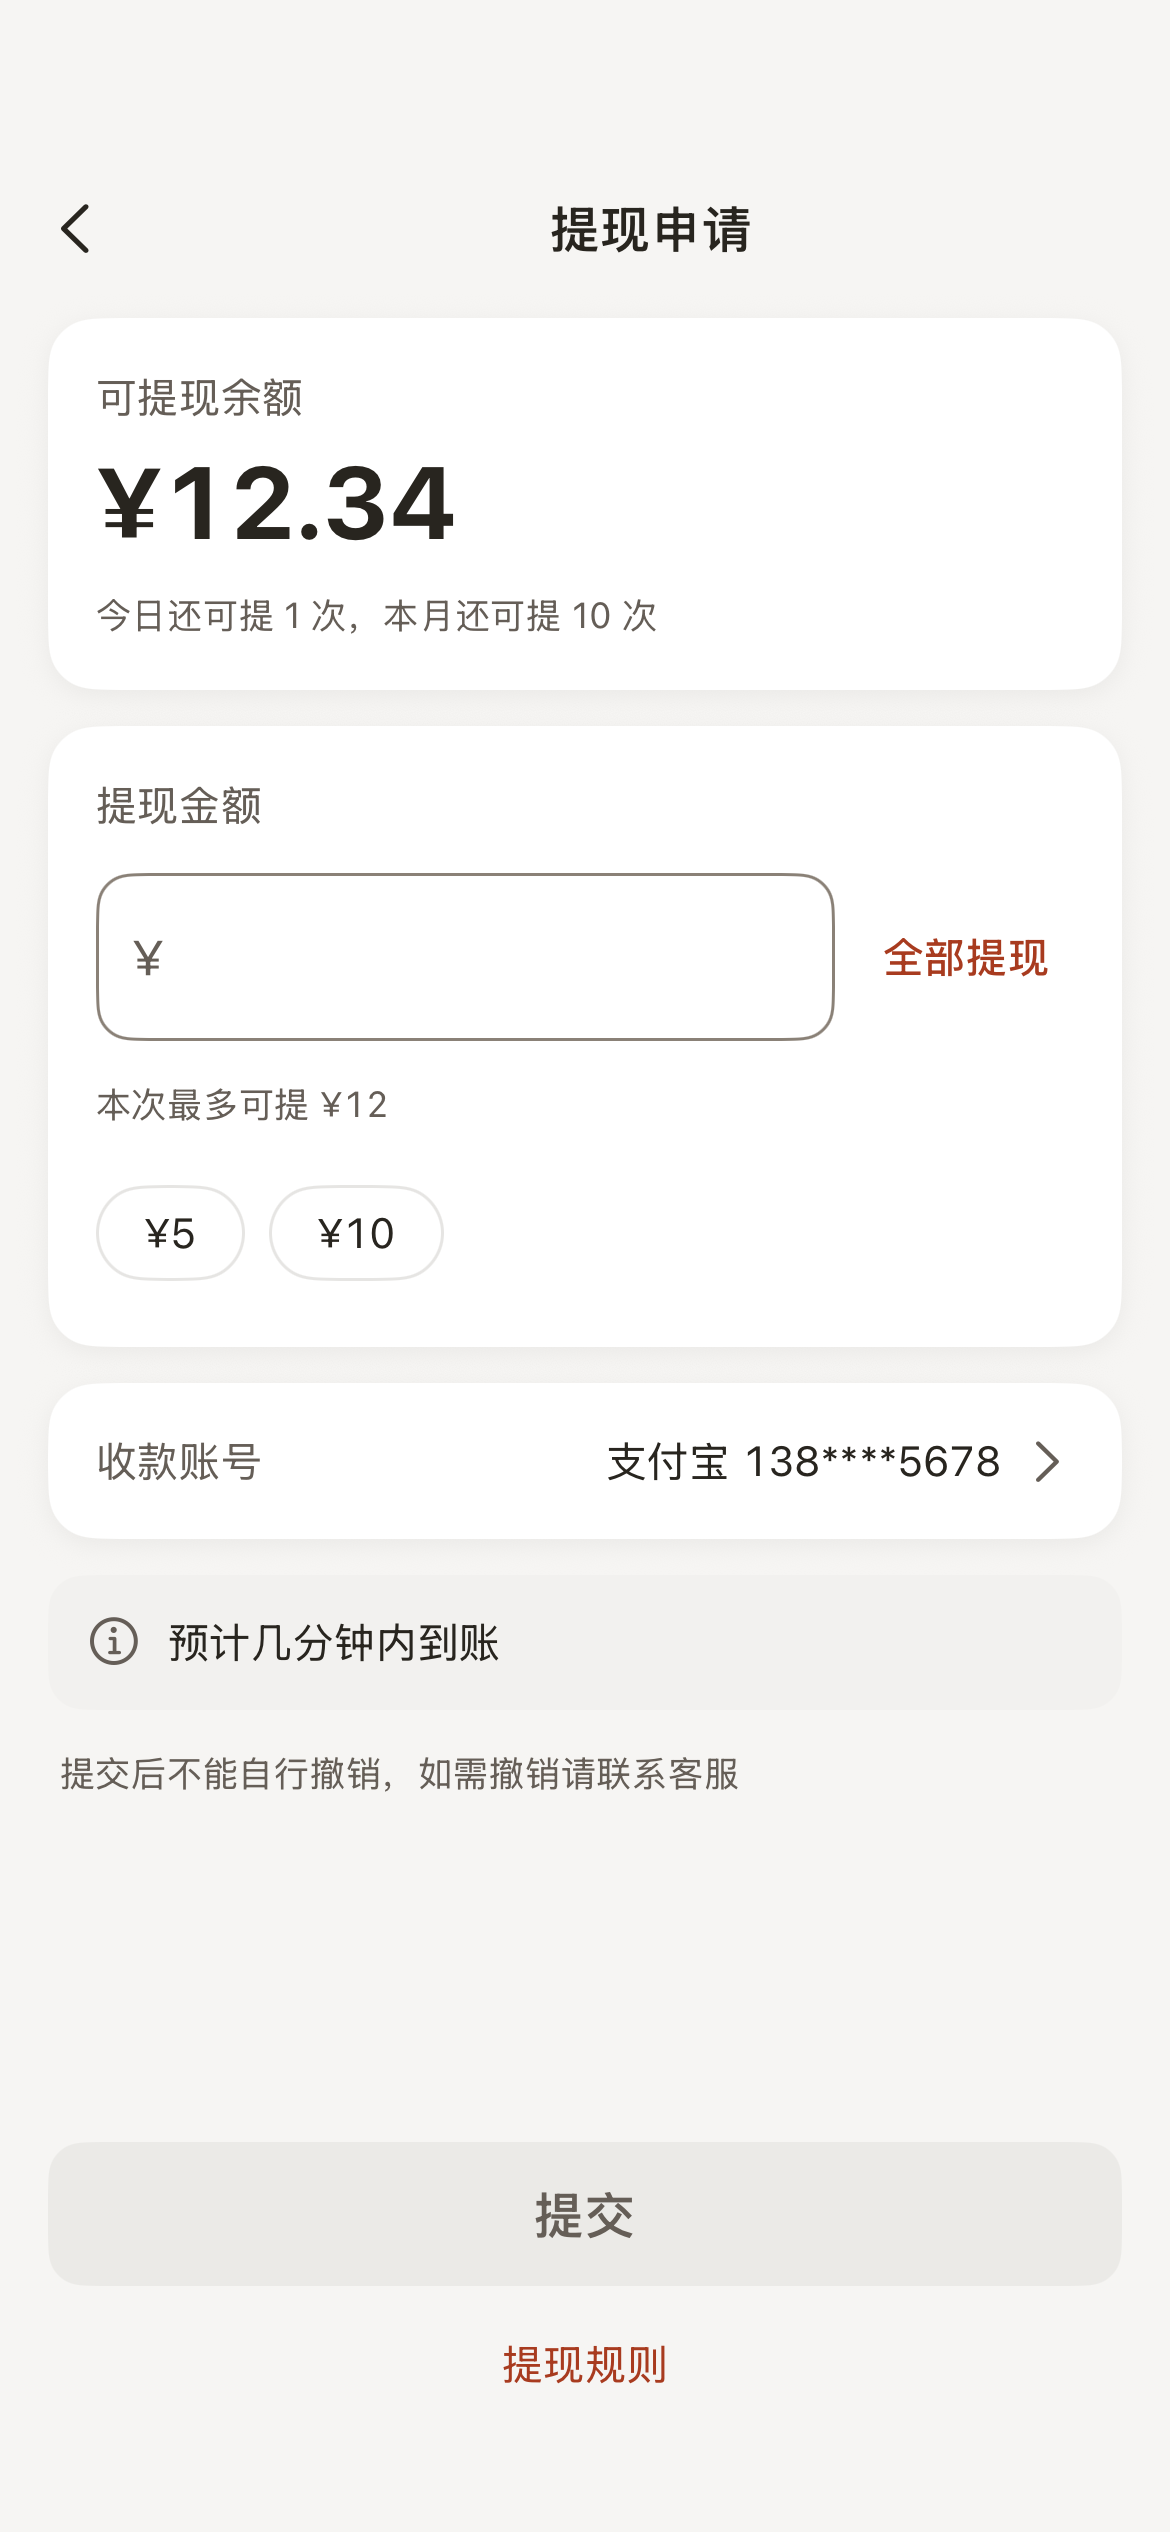 提现申请
可提现余额
¥12.34
今日还可提 1 次，本月还可提 10 次
提现金额
¥
全部提现
本次最多可提 ¥12
¥5
¥10
收款账号
支付宝 138****5678
预计几分钟内到账
提交后不能自行撤销，如需撤销请联系客服
提交
提现规则